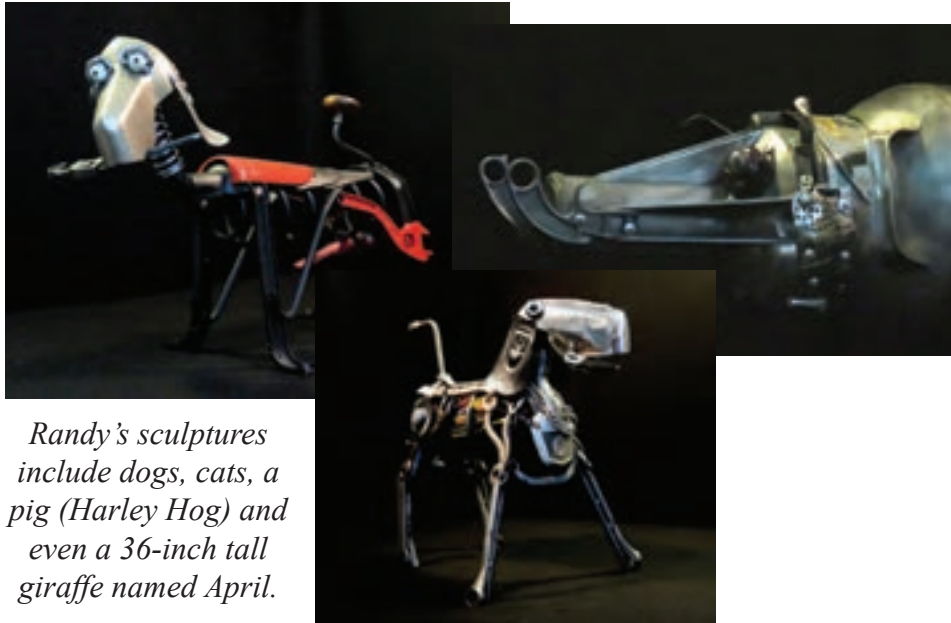 Randy’s sculptures
include dogs, cats, a
pig (Harley Hog) and
even a 36-inch tall
giraffe named April.